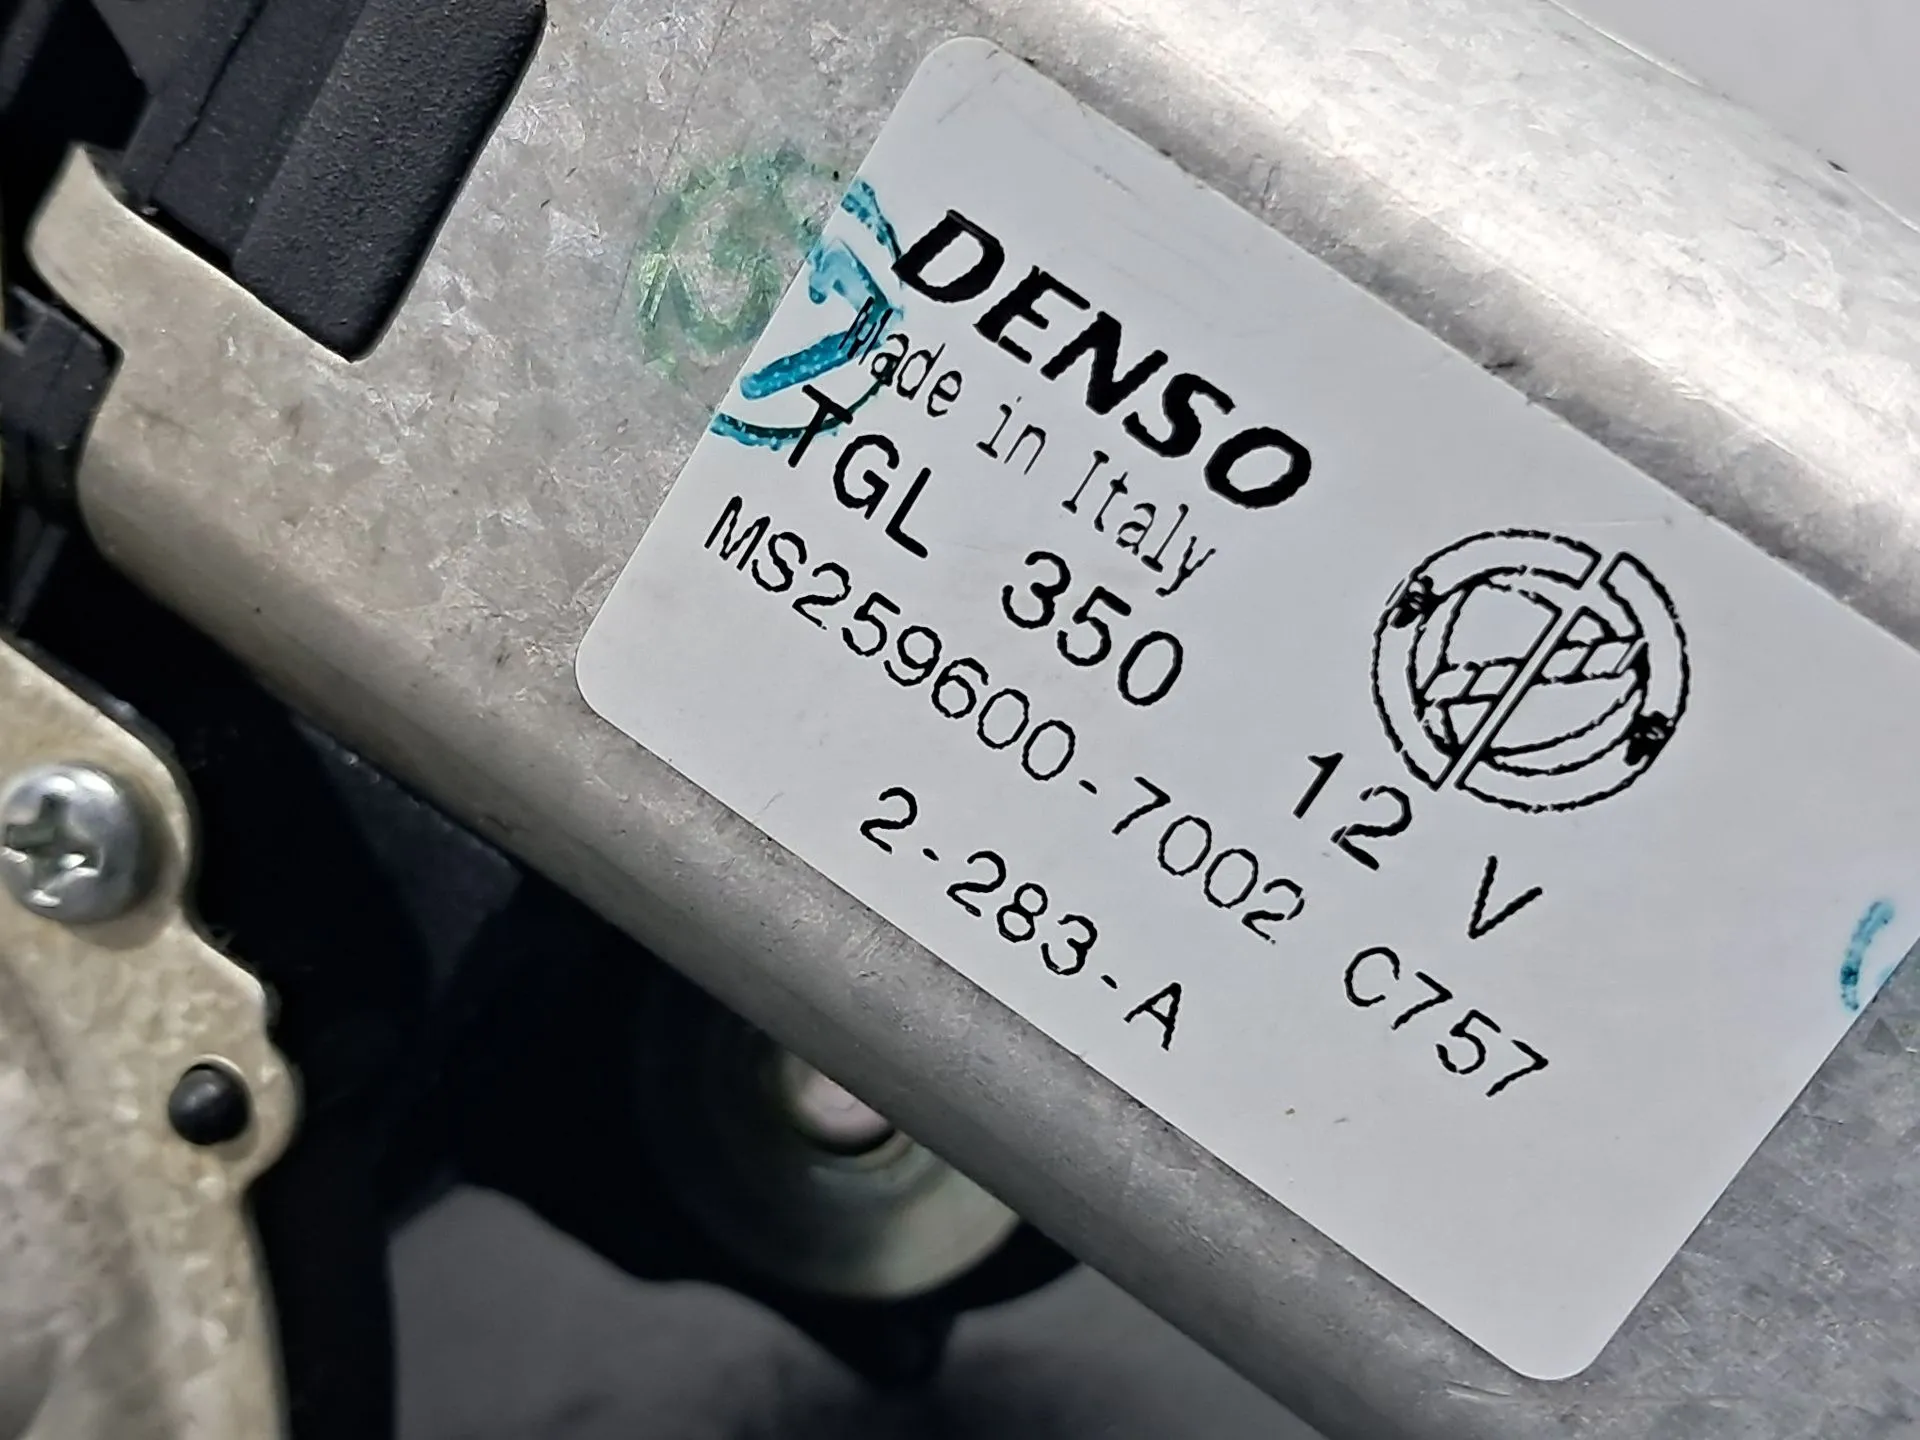 DENSO
Made in Italy
TGL 350 12 V
MS259600-7002 C757
2-283-A